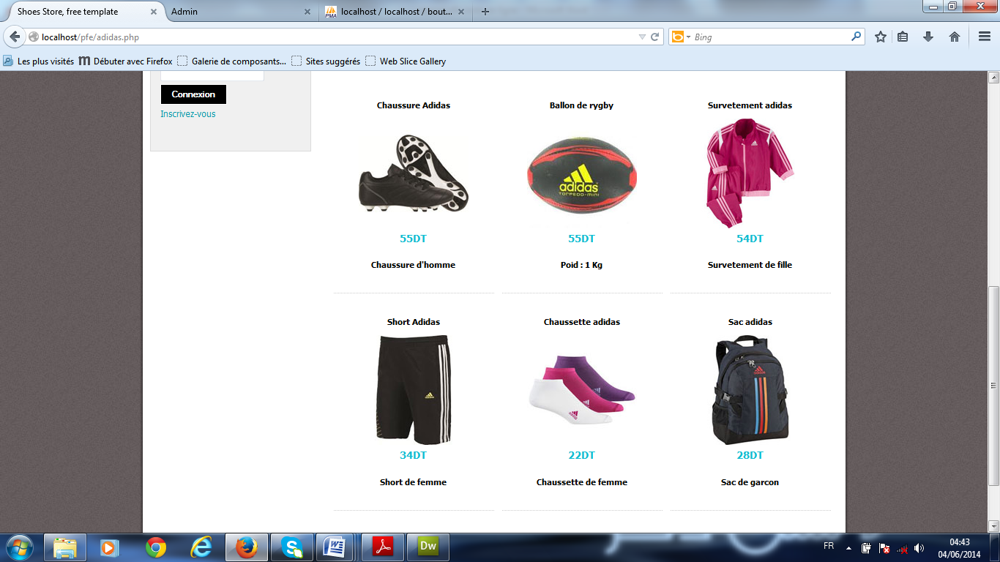 Shoes Store, free template
Admin
PMA
localhost / localhost / bout...
localhost/pfe/adidas.php
Bing
Les plus visités
Débuter avec Firefox
Galerie de composants...
Sites suggérés
Web Slice Gallery
Connexion
Inscrivez-vous
Chaussure Adidas
Ballon de rygby
Survetement adidas
adidas
TORPEDO-MINI
55DT
55DT
54DT
Chaussure d'homme
Poid : 1 Kg
Survetement de fille
Short Adidas
Chaussette adidas
Sac adidas
34DT
22DT
28DT
Short de femme
Chaussette de femme
Sac de garcon
Dw
FR
04:43
04/06/2014